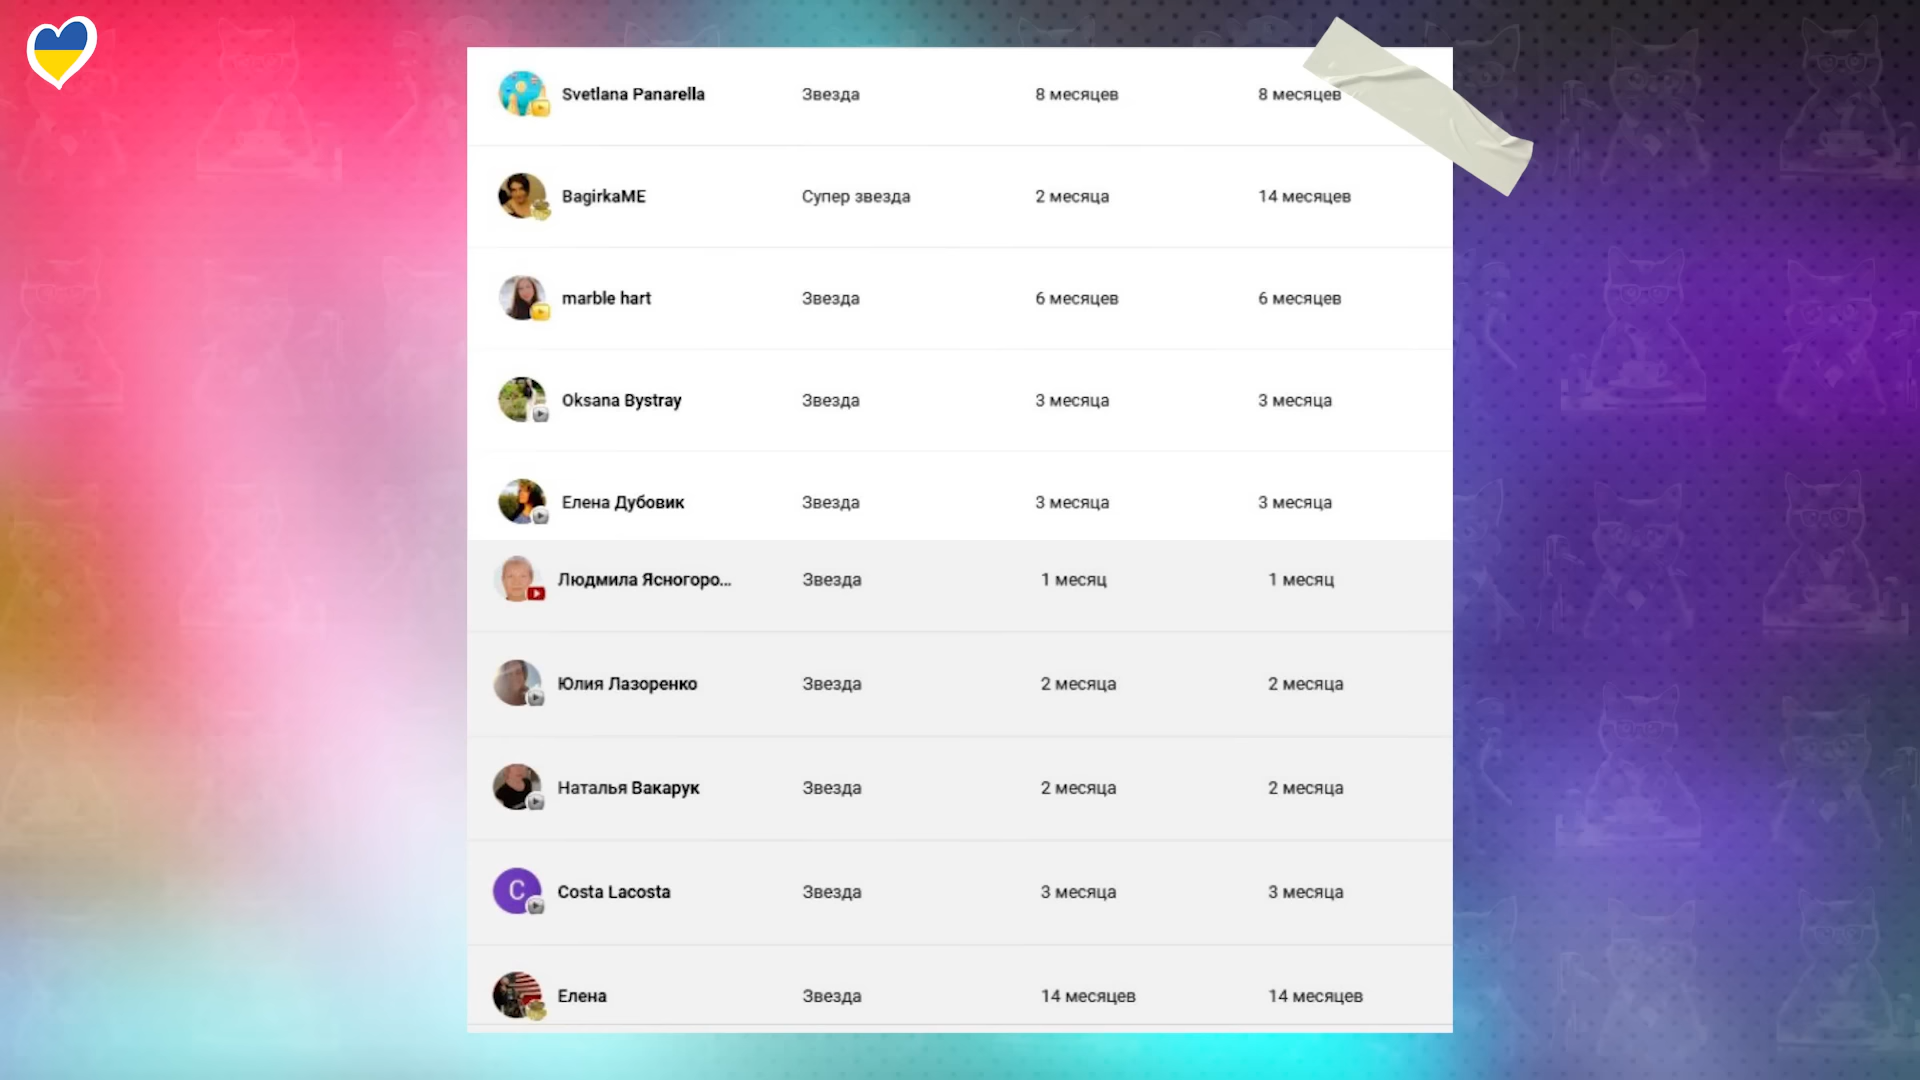 Svetlana Panarella Звезда 8 месяцев 8 месяцев
BagirkaME Супер звезда 2 месяца 14 месяцев
marble hart Звезда 6 месяцев 6 месяцев
Oksana Bystray Звезда 3 месяца 3 месяца
Елена Дубовик Звезда 3 месяца 3 месяца
Людмила Ясногоро... Звезда 1 месяц 1 месяц
Юлия Лазоренко Звезда 2 месяца 2 месяца
Наталья Вакарук Звезда 2 месяца 2 месяца
C Costa Lacosta Звезда 3 месяца 3 месяца
Елена Звезда 14 месяцев 14 месяцев